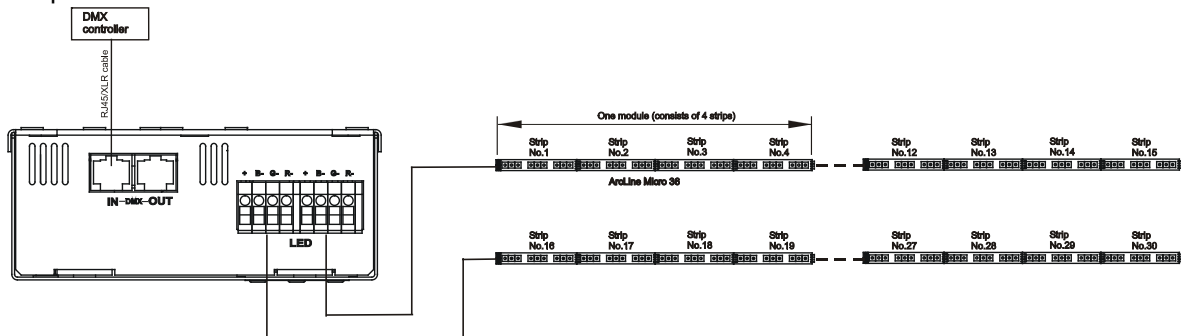 DMX
controller
RJ45/XLR cable
One module (consists of 4 strips)
Strip
No.1
Strip
No.2
Strip
No.3
Strip
No.4
Strip
No.12
Strip
No.13
Strip
No.14
Strip
No.15
ArcLine Micro 36
+ B- G- R- + B- G- R-
IN-DMX-OUT
LED
Strip
No.16
Strip
No.17
Strip
No.18
Strip
No.19
Strip
No.27
Strip
No.28
Strip
No.29
Strip
No.30